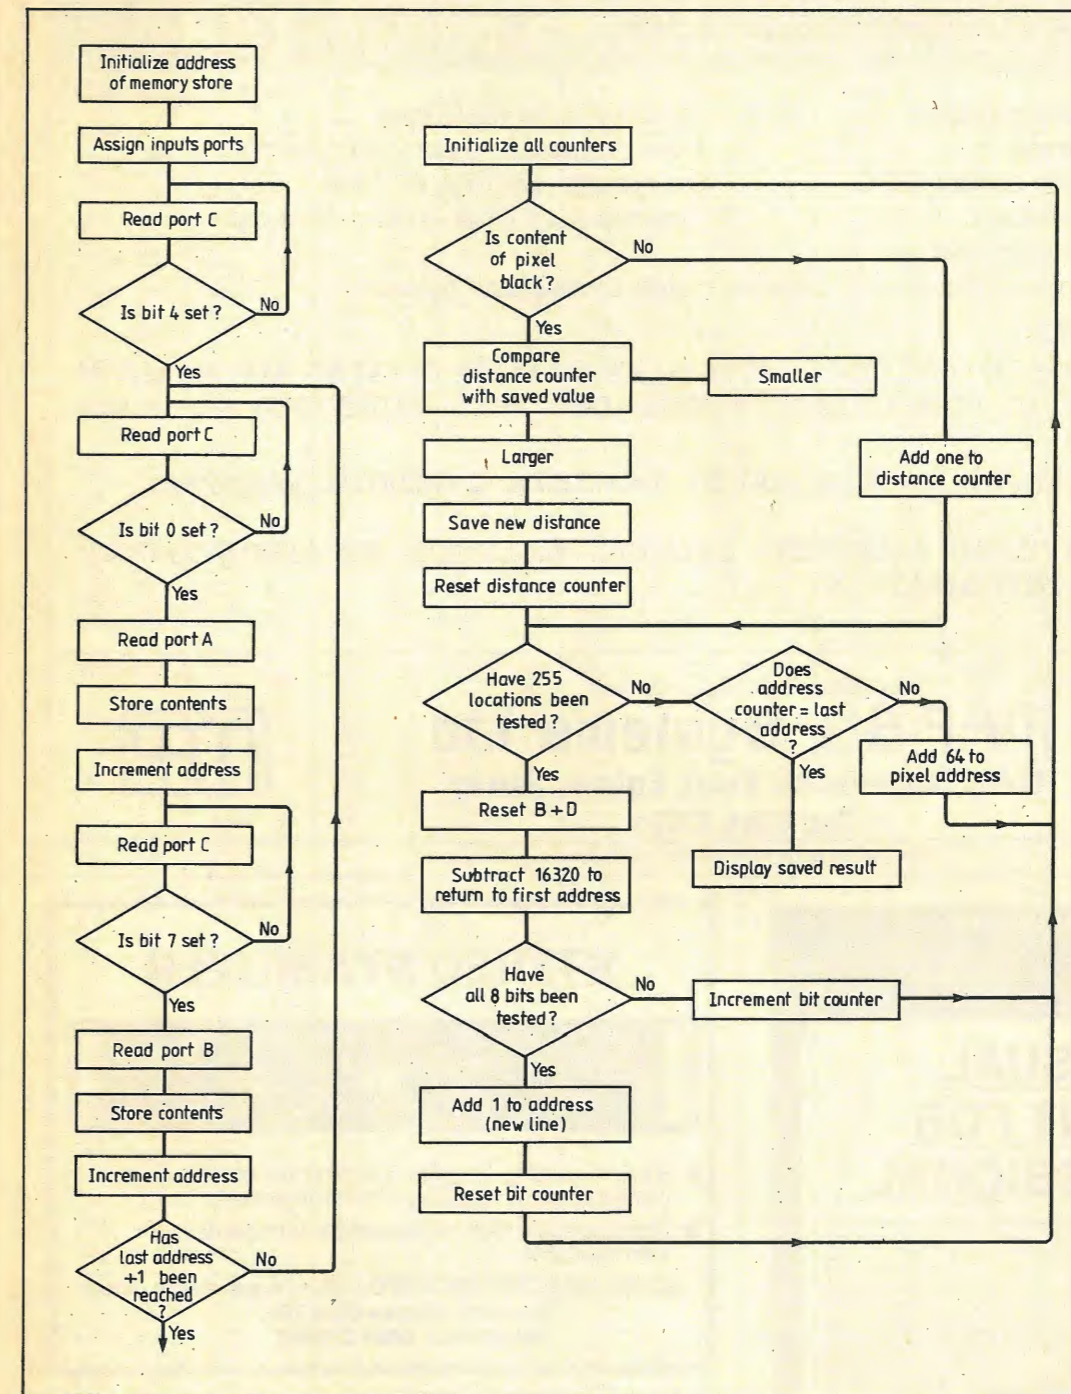 Initialize address
of memory store
Assign inputs ports
Read port C
Is bit 4 set ?
No
Yes
Read port C
Is bit 0 set ?
No
Yes
Read port A
Store contents
Increment address
Read port C
Is bit 7 set ?
No
Yes
Read port B
Store contents
Increment address
Has
last address
+1 been
reached
?
No
Yes
Initialize all counters
Is content
of pixel
black ?
No
Yes
Compare
distance counter
with saved value
Smaller
Larger
Add one to
distance counter
Save new distance
Reset distance counter
Have 255
locations been
tested ?
No
Does
address
counter = last
address
?
No
Add 64 to
pixel address
Yes
Yes
Display saved result
Reset B + D
Subtract 16320 to
return to first address
Have
all 8 bits been
tested ?
No
Increment bit counter
Yes
Add 1 to address
(new line)
Reset bit counter